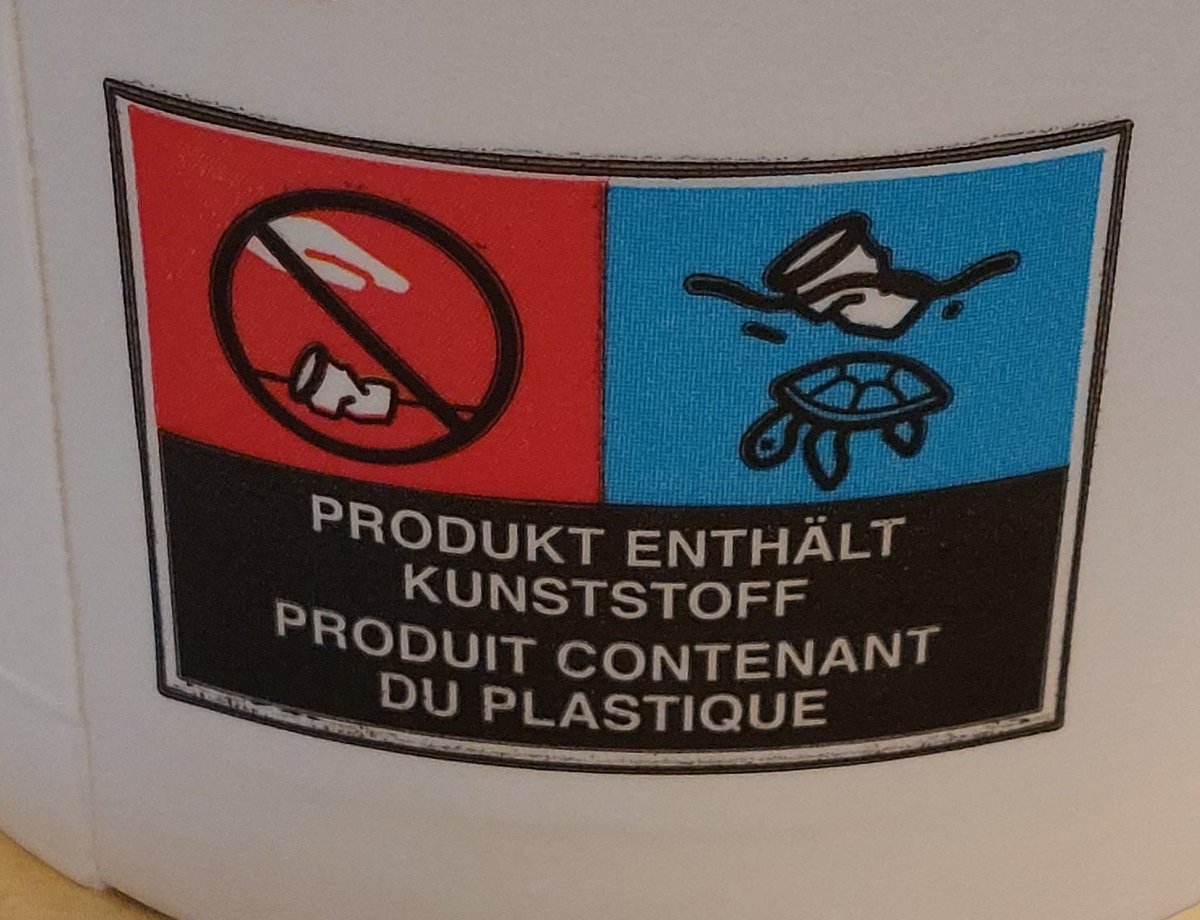 PRODUKT ENTHÄLT
KUNSTSTOFF
PRODUIT CONTENANT
DU PLASTIQUE